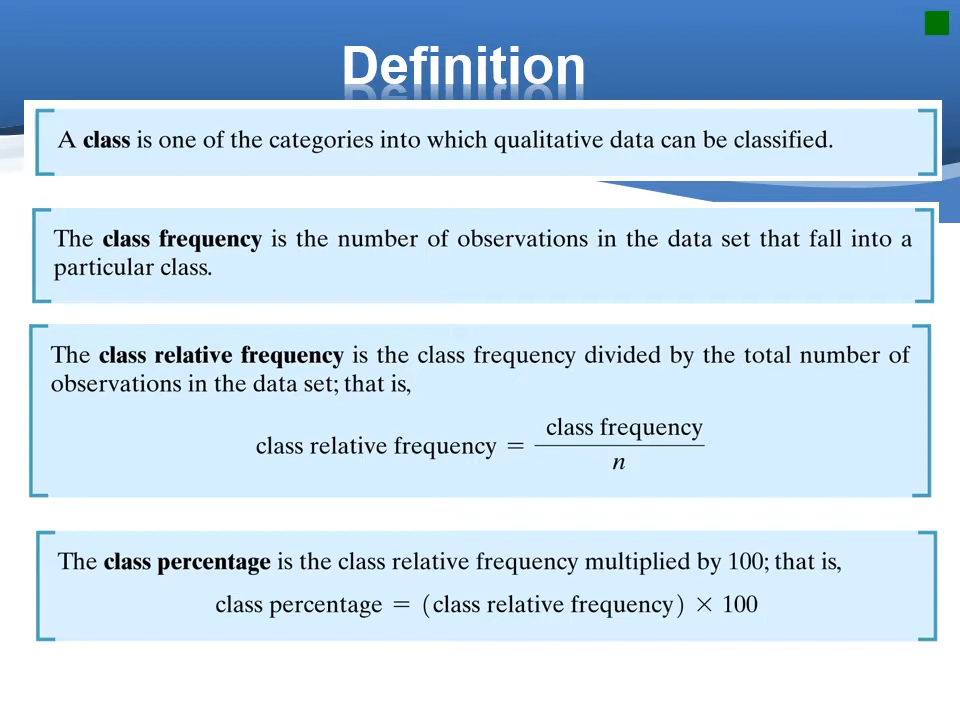 Definition
A class is one of the categories into which qualitative data can be classified.
The class frequency is the number of observations in the data set that fall into a
particular class.
The class relative frequency is the class frequency divided by the total number of
observations in the data set; that is,
class relative frequency = class frequency / n
The class percentage is the class relative frequency multiplied by 100; that is,
class percentage = (class relative frequency) × 100